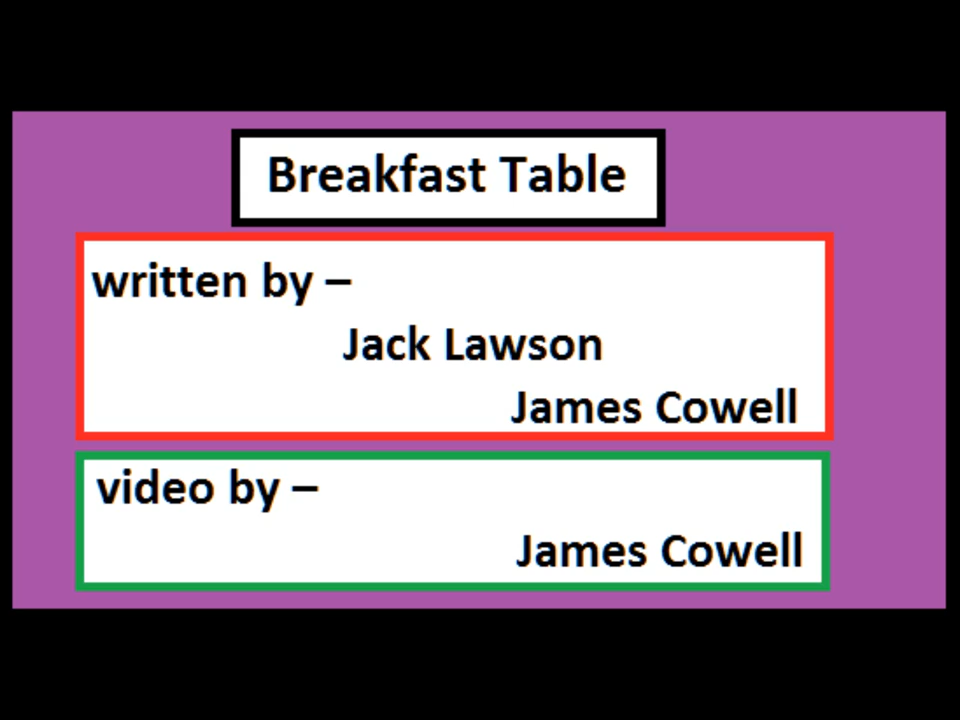 Breakfast Table
written by –
Jack Lawson
James Cowell
video by –
James Cowell